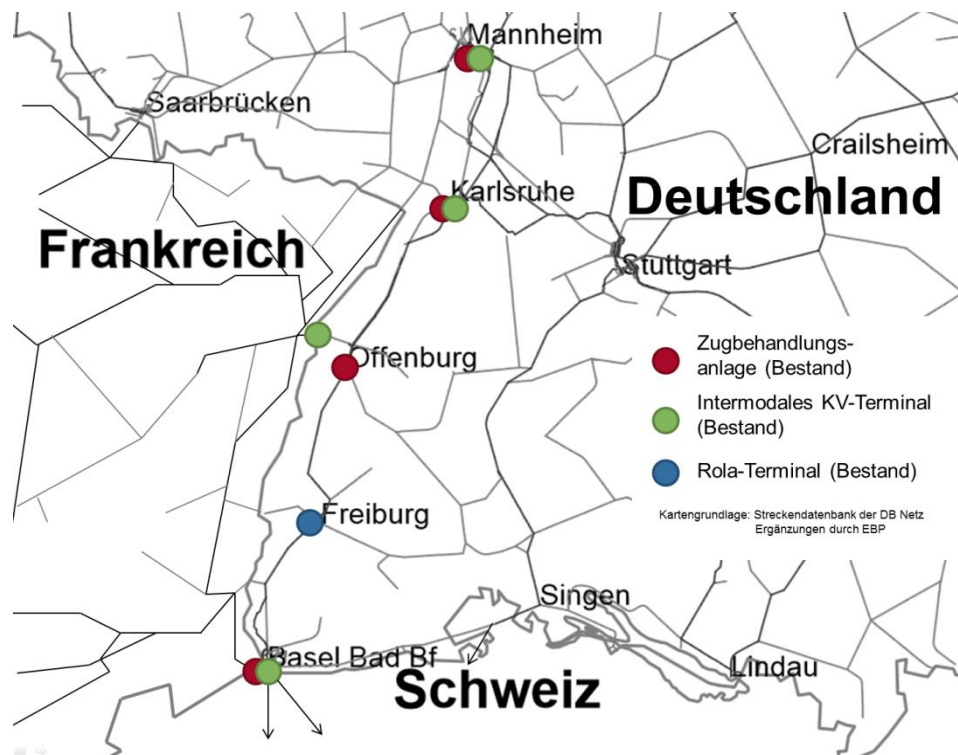 Mannheim
Saarbrücken
Crailsheim
Karlsruhe
Deutschland
Frankreich
Stuttgart
Offenburg
Zugbehandlungs-
anlage (Bestand)
Intermodales KV-Terminal
(Bestand)
Rola-Terminal (Bestand)
Freiburg
Kartengrundlage: Streckendatenbank der DB Netz
Ergänzungen durch EBP
Singen
Basel Bad Bf
Lindau
Schweiz